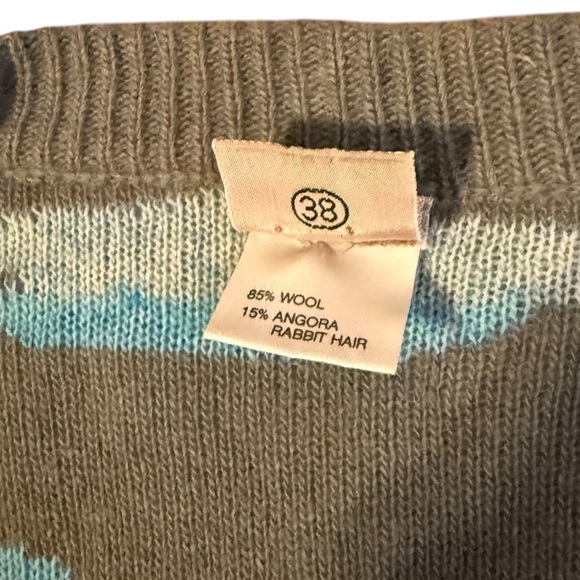 38
85% WOOL
15% ANGORA
RABBIT HAIR